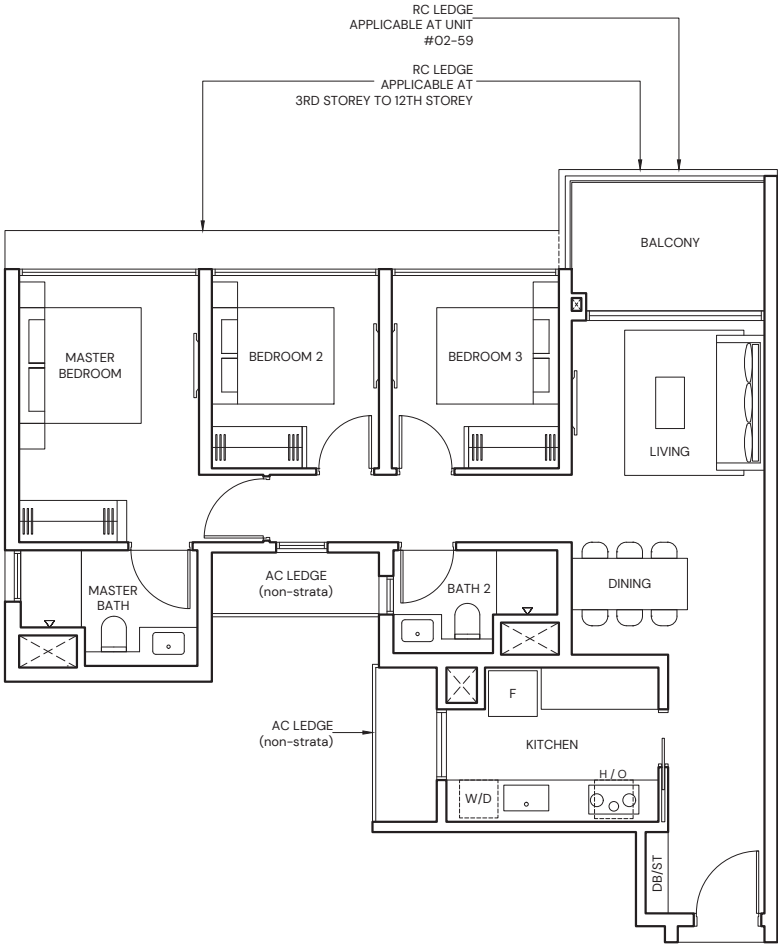 RC LEDGE
APPLICABLE AT UNIT
#02-59
RC LEDGE
APPLICABLE AT
3RD STOREY TO 12TH STOREY
BALCONY
MASTER
BEDROOM
BEDROOM 2
BEDROOM 3
LIVING
MASTER
BATH
AC LEDGE
(non-strata)
BATH 2
DINING
F
AC LEDGE
(non-strata)
KITCHEN
H / O
W/D
DB/ST